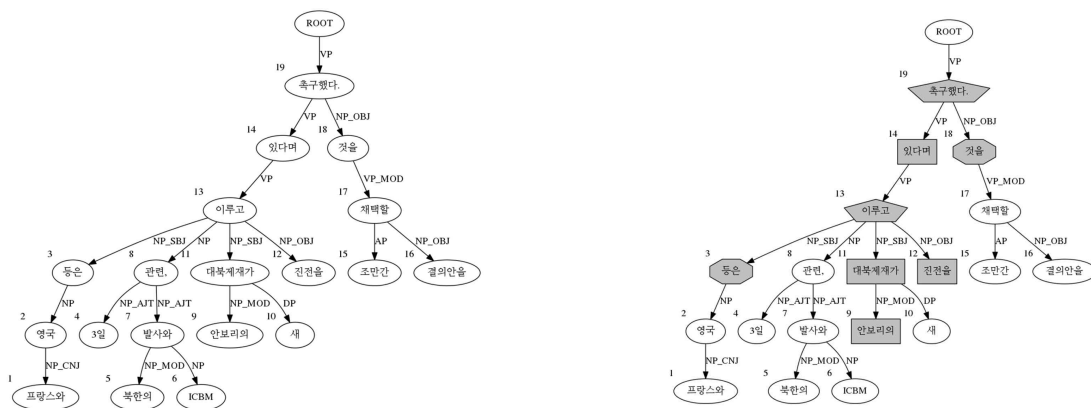 ROOT
VP
19
촉구했다.
VP
NP_OBJ
14
18
있다며
것을
VP
VP_MOD
13
17
이루고
채택할
NP_SBJ
NP
NP_SBJ
NP_OBJ
AP
NP_OBJ
3
8
11
12
15
16
등은
관련,
대북제재가
진전을
조만간
결의안을
NP
NP_AJT
NP_AJT
NP_MOD
DP
2
4
7
9
10
영국
3일
발사와
안보리의
새
NP_CNJ
NP_MOD
NP
1
5
6
프랑스와
북한의
ICBM
ROOT
VP
19
촉구했다.
VP
NP_OBJ
14
18
있다며
것을
VP
VP_MOD
13
17
이루고
채택할
NP_SBJ
NP
NP_SBJ
NP_OBJ
AP
NP_OBJ
3
8
11
12
15
16
등은
관련,
대북제재가
진전을
조만간
결의안을
NP
NP_AJT
NP_AJT
NP_MOD
DP
2
4
7
9
10
영국
3일
발사와
안보리의
새
NP_CNJ
NP_MOD
NP
1
5
6
프랑스와
북한의
ICBM